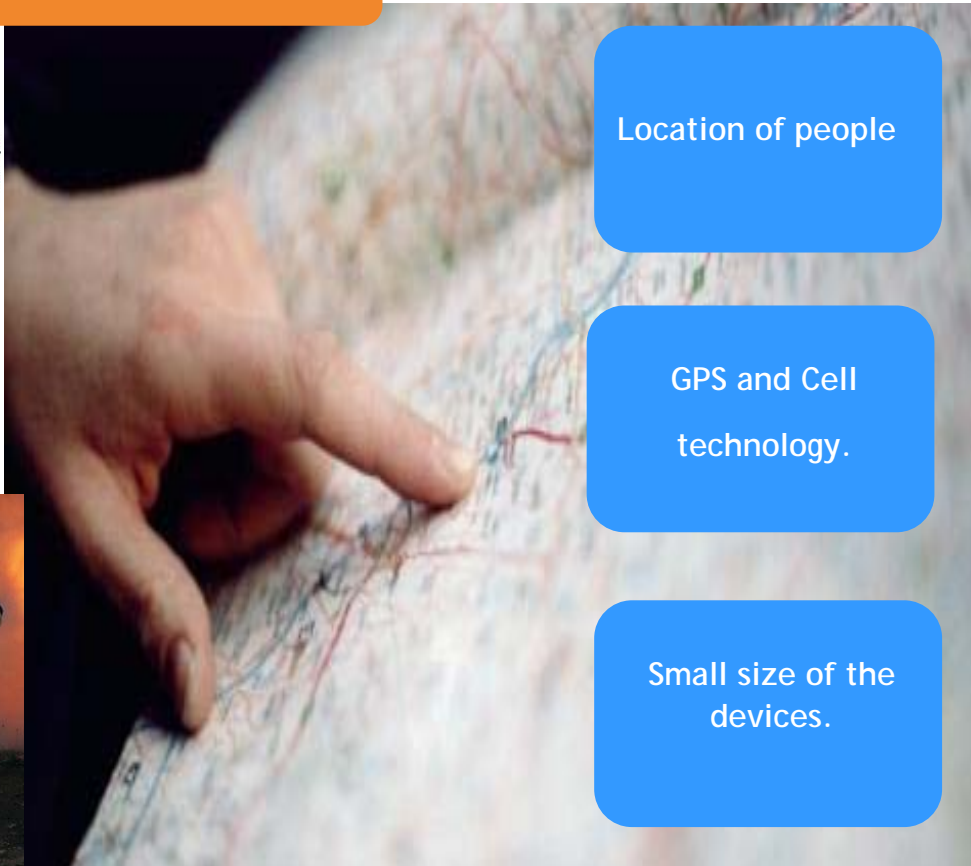 Location of people
GPS and Cell
technology.
Small size of the
devices.